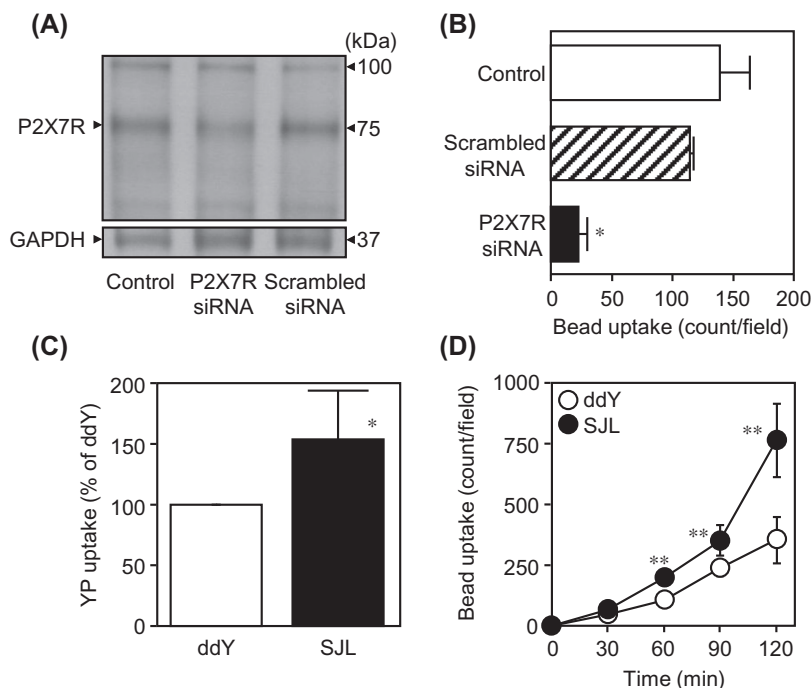 (A)
(kDa)
100
P2X7R
75
GAPDH
37
Control P2X7R siRNA Scrambled siRNA
(B)
Control
Scrambled
siRNA
P2X7R
siRNA
*
0 50 100 150 200
Bead uptake (count/field)
(C)
YP uptake (% of ddY)
200
150
100
50
0
*
ddY SJL
(D)
Bead uptake (count/field)
1000
750
500
250
0
ddY
SJL
**
**
**
0 30 60 90 120
Time (min)